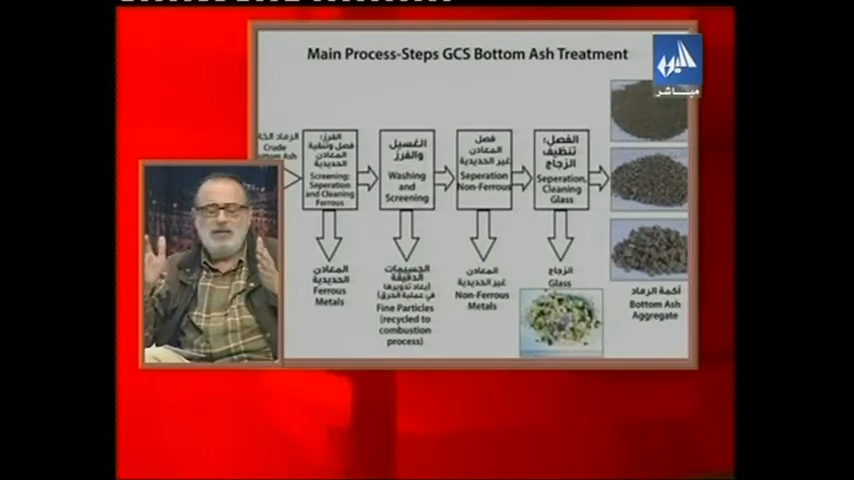 Main Process-Steps GCS Bottom Ash Treatment
مباشر
الرماد
Crude
Bottom Ash
الفرز:
فصل وتنقية
المعادن
الحديدية
Screening:
Seperation
and Cleaning
Ferrous
الغسيل
والفرز
Washing
and
Screening
فصل
المعادن
غير الحديدية
Seperation
Non-Ferrous
الفصل:
تنظيف
الزجاج
Seperation,
Cleaning
Glass
المعادن
الحديدية
Ferrous
Metals
الجسيمات
الدقيقة
(يعاد تدويرها
في عملية الحرق)
Fine Particles
(recycled to
combustion
process)
المعادن
غير الحديدية
Non-Ferrous
Metals
الزجاج
Glass
أكمة الرماد
Bottom Ash
Aggregate